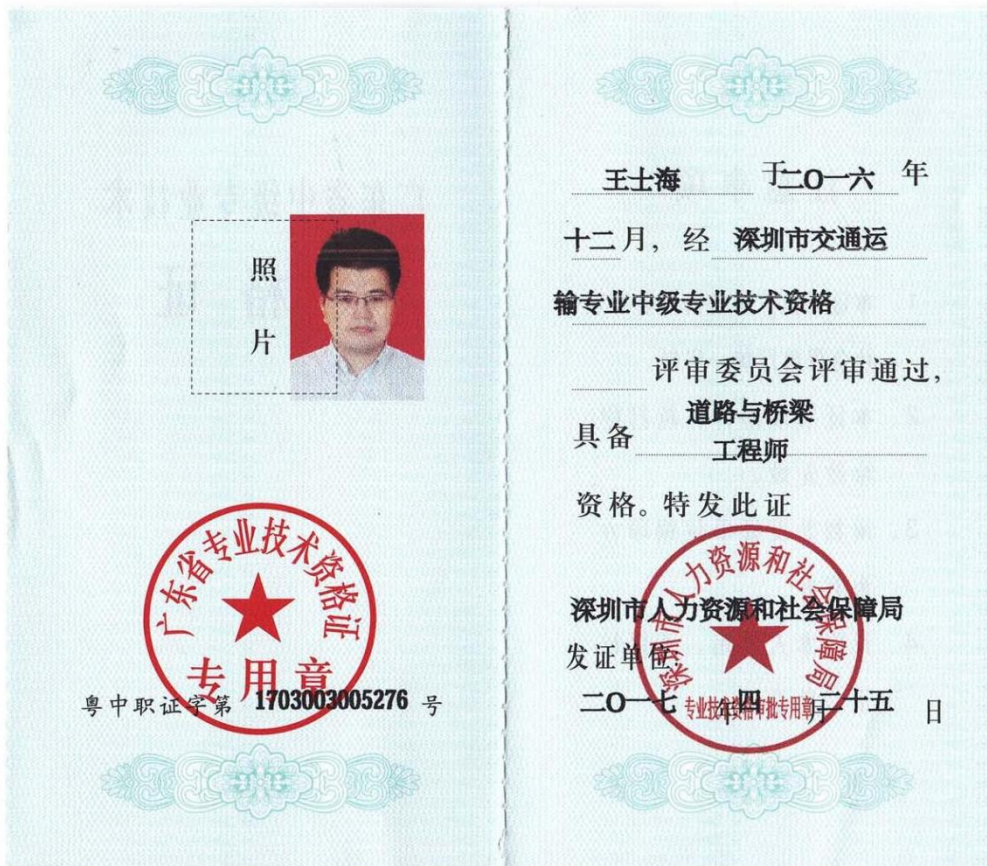 照
片
广东省专业技术资格证
专用章
粤中职证字第 1703003005276 号
王士海 于二〇一六 年
十二月，经 深圳市交通运
输专业中级专业技术资格
评审委员会评审通过，
道路与桥梁
具备
工程师
资格。特发此证
深圳市人力资源和社会保障局
深圳市人力资源和社会保障局
发证单位:
二〇一七 年四 月二十五 日
专业技术资格审批专用章